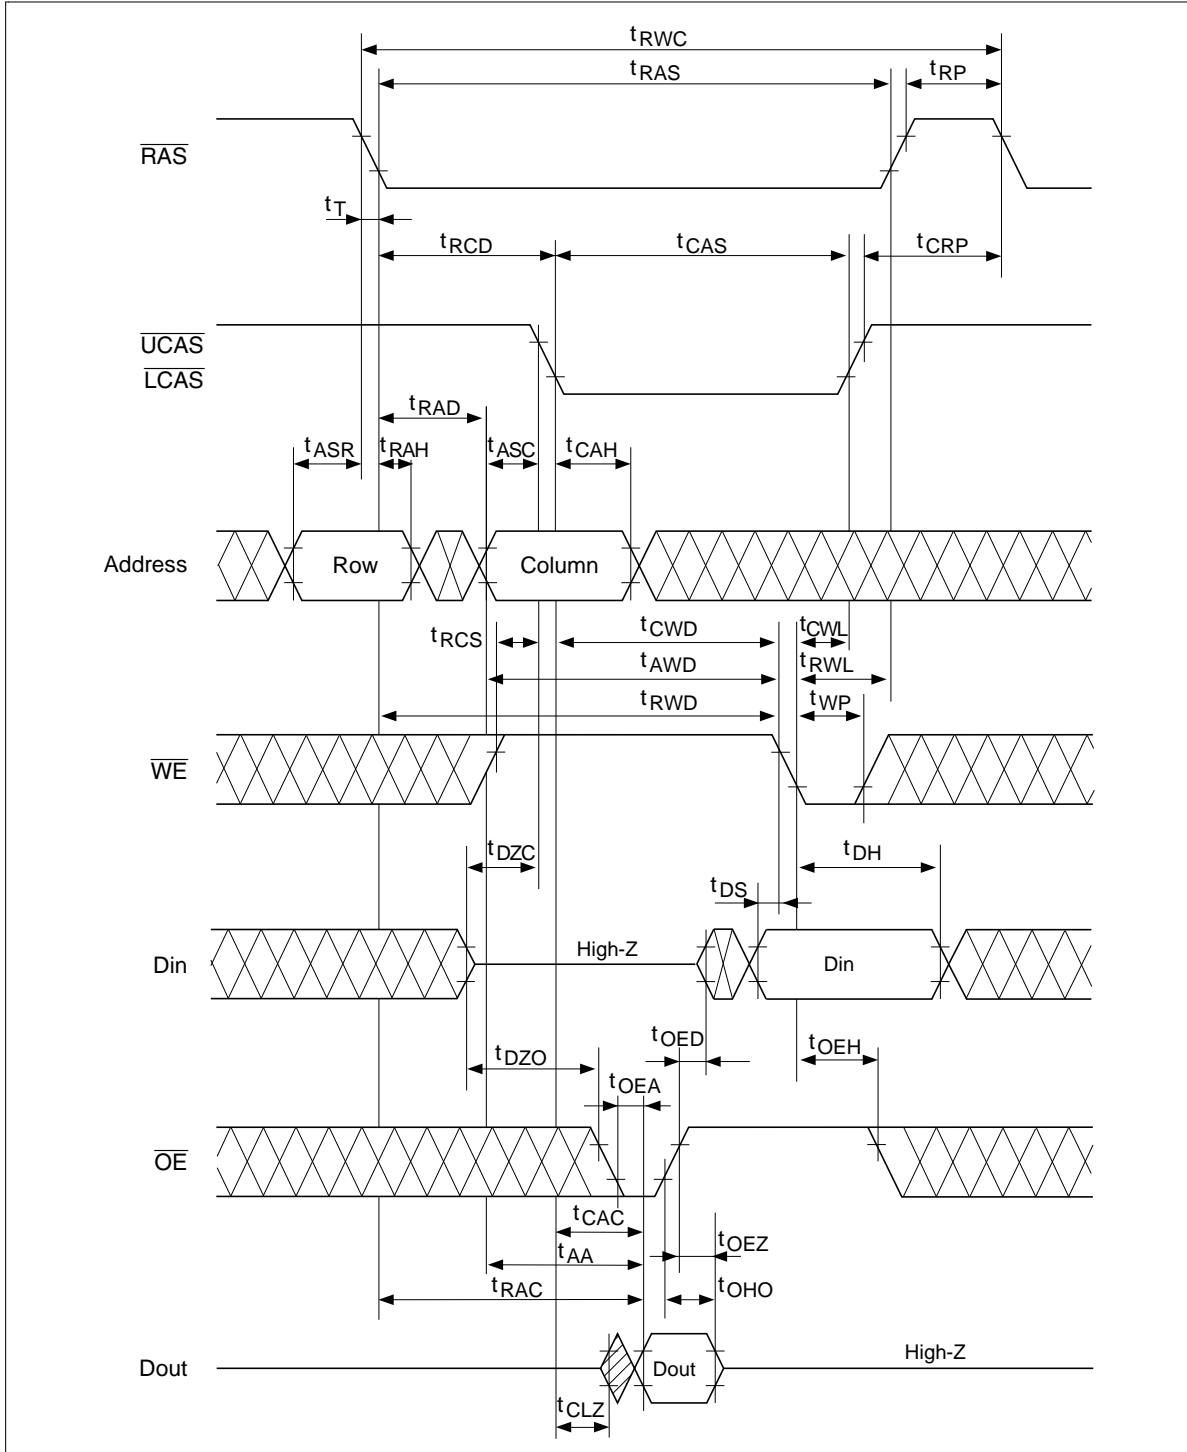 tRWC
tRAS
tRP
RAS
tT
tRCD
tCAS
tCRP
UCAS
LCAS
tRAD
tASR
tRAH
tASC
tCAH
Address
Row
Column
tRCS
tCWD
tCWL
tAWD
tRWL
tRWD
tWP
WE
tDZC
tDH
tDS
Din
High-Z
Din
tOED
tDZO
tOEH
tOEA
OE
tCAC
tOEZ
tAA
tRAC
tOHO
Dout
Dout
High-Z
tCLZ